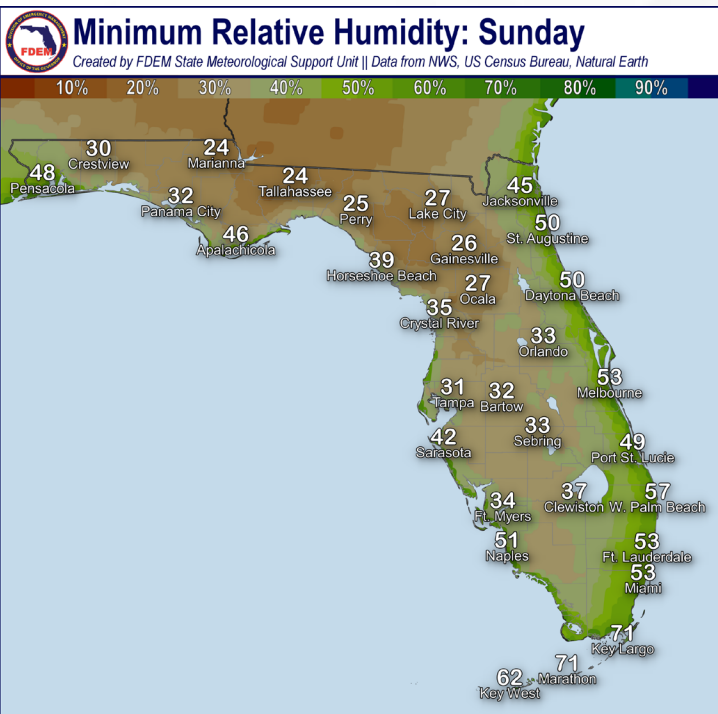 Minimum Relative Humidity: Sunday
Created by FDEM State Meteorological Support Unit || Data from NWS, US Census Bureau, Natural Earth
FDEM
10% 20% 30% 40% 50% 60% 70% 80% 90%
30
Crestview
24
Marianna
48
Pensacola
24
Tallahassee
32
Panama City
25
Perry
27
Lake City
45
Jacksonville
46
Apalachicola
26
Gainesville
50
St. Augustine
39
Horseshoe Beach
27
Ocala
50
Daytona Beach
35
Crystal River
33
Orlando
31
Tampa
32
Bartow
53
Melbourne
42
Sarasota
33
Sebring
49
Port St. Lucie
34
Ft. Myers
37
Clewiston
57
W. Palm Beach
51
Naples
53
Ft. Lauderdale
53
Miami
71
Key Largo
71
Marathon
62
Key West